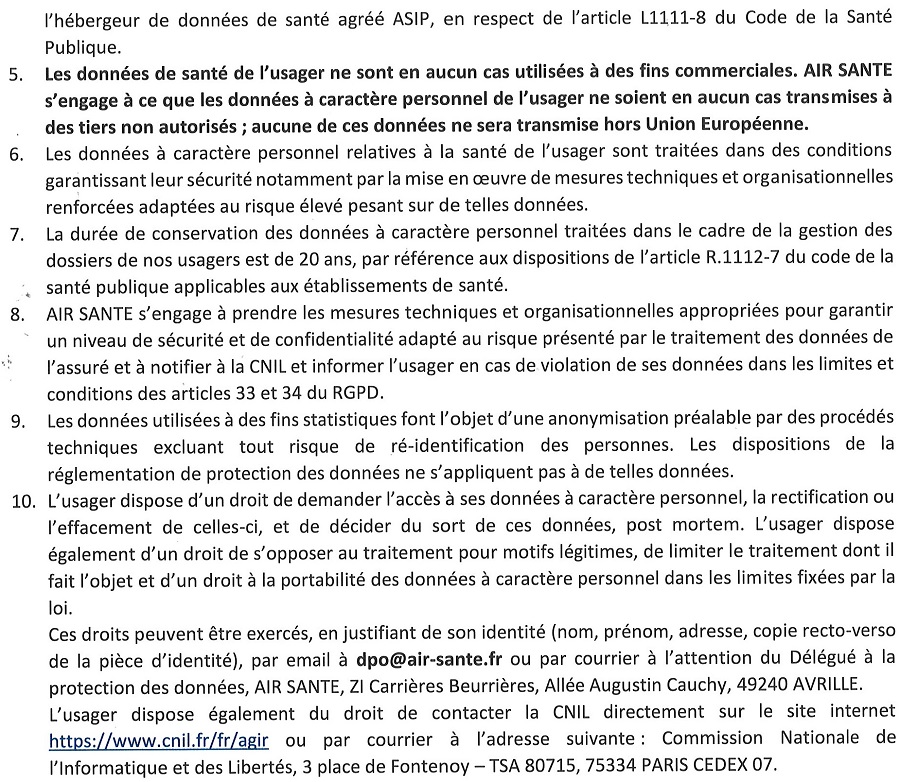 l'hébergeur de données de santé agréé ASIP, en respect de l'article L1111-8 du Code de la Santé
Publique.
5. Les données de santé de l'usager ne sont en aucun cas utilisées à des fins commerciales. AIR SANTE
s'engage à ce que les données à caractère personnel de l'usager ne soient en aucun cas transmises à
des tiers non autorisés ; aucune de ces données ne sera transmise hors Union Européenne.
6. Les données à caractère personnel relatives à la santé de l'usager sont traitées dans des conditions
garantissant leur sécurité notamment par la mise en œuvre de mesures techniques et organisationnelles
renforcées adaptées au risque élevé pesant sur de telles données.
7. La durée de conservation des données à caractère personnel traitées dans le cadre de la gestion des
dossiers de nos usagers est de 20 ans, par référence aux dispositions de l'article R.1112-7 du code de la
santé publique applicables aux établissements de santé.
8. AIR SANTE s'engage à prendre les mesures techniques et organisationnelles appropriées pour garantir
un niveau de sécurité et de confidentialité adapté au risque présenté par le traitement des données de
l'assuré et à notifier à la CNIL et informer l'usager en cas de violation de ses données dans les limites et
conditions des articles 33 et 34 du RGPD.
9. Les données utilisées à des fins statistiques font l'objet d'une anonymisation préalable par des procédés
techniques excluant tout risque de ré-identification des personnes. Les dispositions de la
réglementation de protection des données ne s'appliquent pas à de telles données.
10. L'usager dispose d'un droit de demander l'accès à ses données à caractère personnel, la rectification ou
l'effacement de celles-ci, et de décider du sort de ces données, post mortem. L'usager dispose
également d'un droit de s'opposer au traitement pour motifs légitimes, de limiter le traitement dont il
fait l'objet et d'un droit à la portabilité des données à caractère personnel dans les limites fixées par la
loi.
Ces droits peuvent être exercés, en justifiant de son identité (nom, prénom, adresse, copie recto-verso
de la pièce d'identité), par email à dpo@air-sante.fr ou par courrier à l'attention du Délégué à la
protection des données, AIR SANTE, ZI Carrières Beurrières, Allée Augustin Cauchy, 49240 AVRILLE.
L'usager dispose également du droit de contacter la CNIL directement sur le site internet
https://www.cnil.fr/fr/agir ou par courrier à l'adresse suivante : Commission Nationale de
l'Informatique et des Libertés, 3 place de Fontenoy – TSA 80715, 75334 PARIS CEDEX 07.